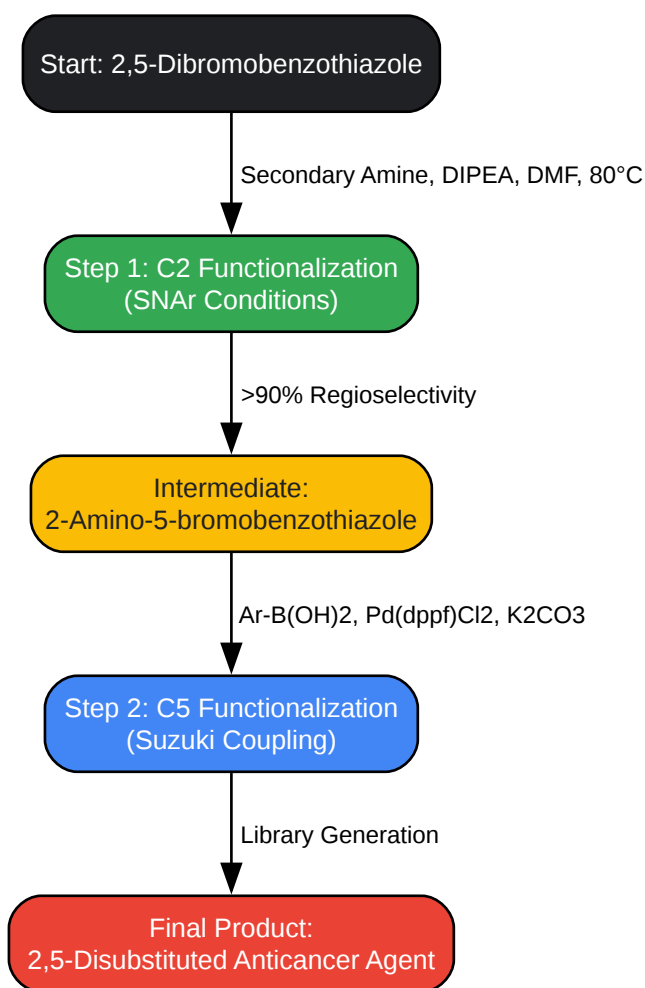 Start: 2,5-Dibromobenzothiazole
Secondary Amine, DIPEA, DMF, 80°C
Step 1: C2 Functionalization
(SNAr Conditions)
>90% Regioselectivity
Intermediate:
2-Amino-5-bromobenzothiazole
Ar-B(OH)2, Pd(dppf)Cl2, K2CO3
Step 2: C5 Functionalization
(Suzuki Coupling)
Library Generation
Final Product:
2,5-Disubstituted Anticancer Agent